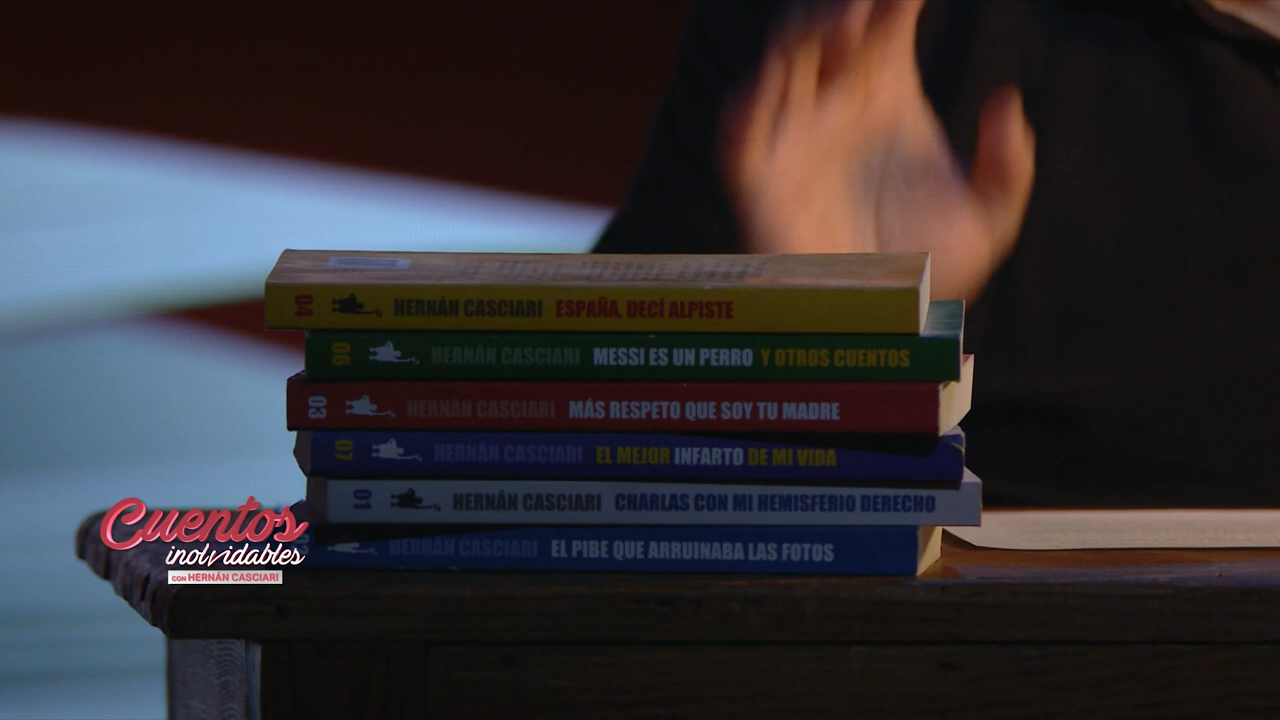 04 HERNÁN CASCIARI ESPAÑA, DECÍ ALPISTE
06 HERNÁN CASCIARI MESSI ES UN PERRO Y OTROS CUENTOS
03 HERNÁN CASCIARI MÁS RESPETO QUE SOY TU MADRE
07 HERNÁN CASCIARI EL MEJOR INFARTO DE MI VIDA
01 HERNÁN CASCIARI CHARLAS CON MI HEMISFERIO DERECHO
HERNÁN CASCIARI EL PIBE QUE ARRUINABA LAS FOTOS
Cuentos
inolvidables
CON HERNÁN CASCIARI